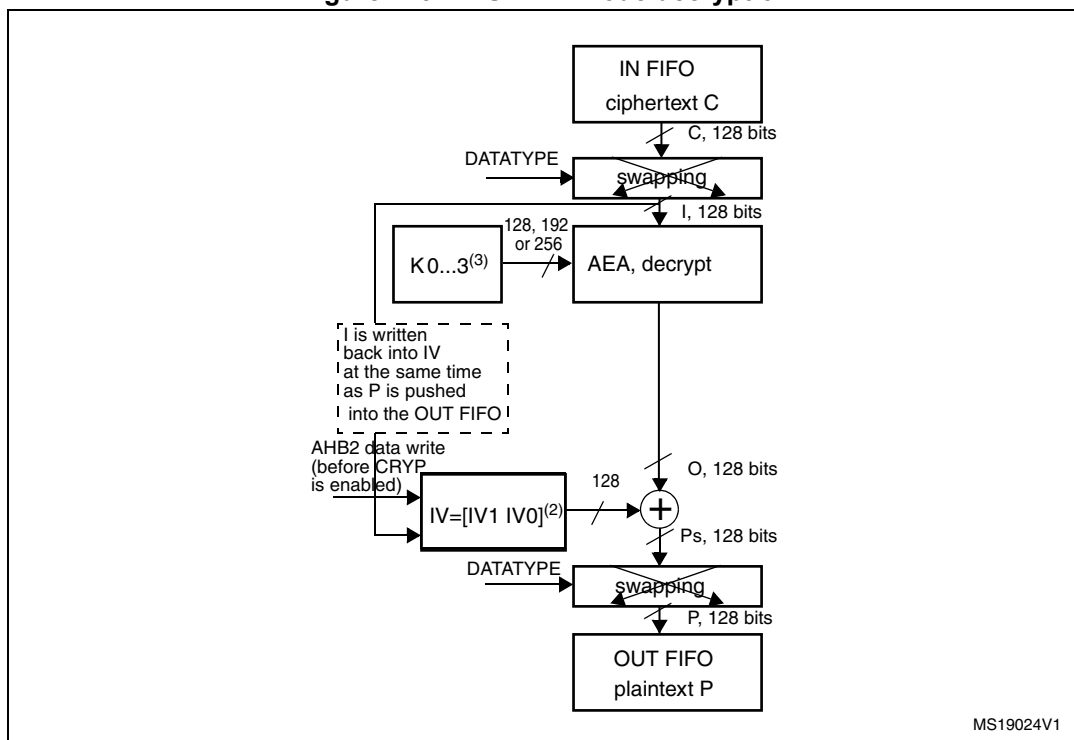 IN FIFO
ciphertext C
C, 128 bits
DATATYPE
swapping
I, 128 bits
128, 192
or 256
K 0...3(3)
AEA, decrypt
I is written
back into IV
at the same time
as P is pushed
into the OUT FIFO
AHB2 data write
(before CRYP
is enabled)
IV=[IV1 IV0](2)
128
O, 128 bits
+
Ps, 128 bits
DATATYPE
swapping
P, 128 bits
OUT FIFO
plaintext P
MS19024V1